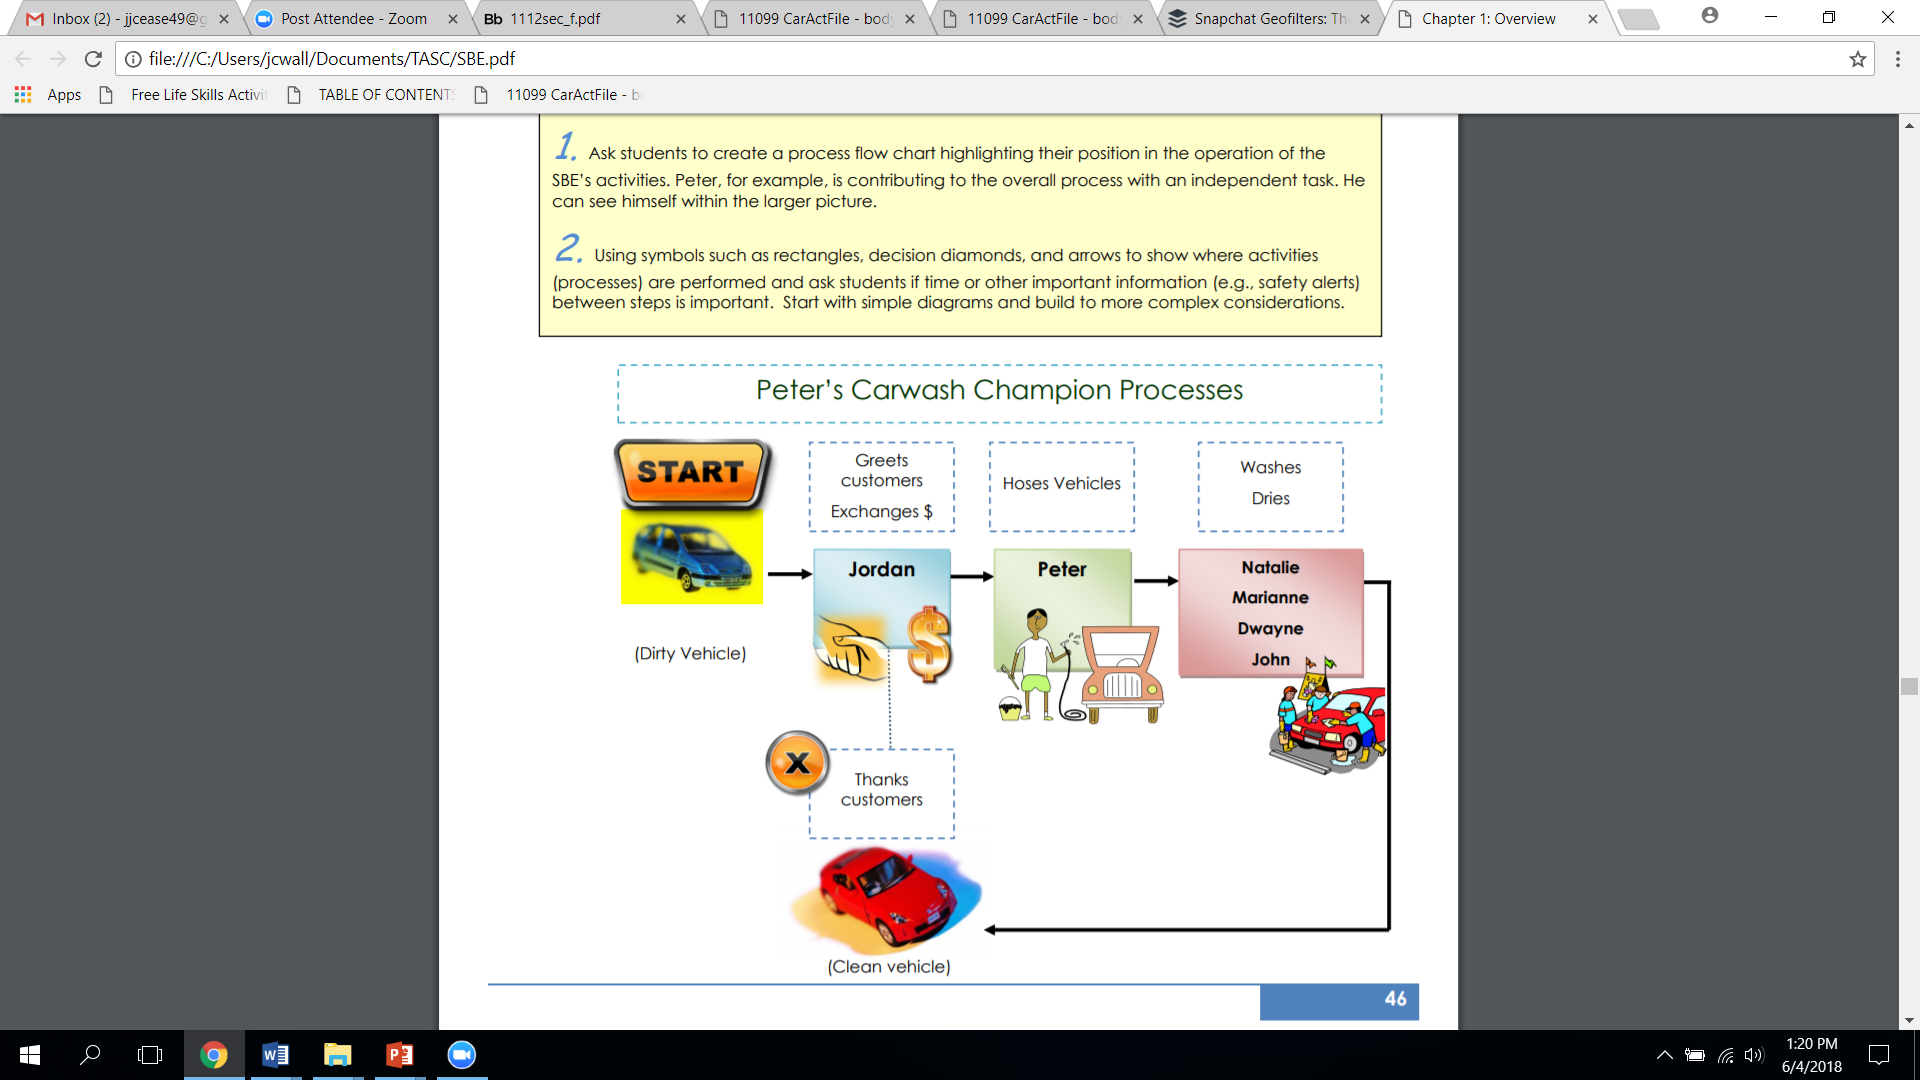 Inbox (2) - jjcease49@g
Post Attendee - Zoom
Bb 1112sec_f.pdf
11099 CarActFile - bod
11099 CarActFile - bod
Snapchat Geofilters: Th
Chapter 1: Overview
file:///C:/Users/jcwall/Documents/TASC/SBE.pdf
Apps
Free Life Skills Activit
TABLE OF CONTENT
11099 CarActFile - b
1. Ask students to create a process flow chart highlighting their position in the operation of the
SBE's activities. Peter, for example, is contributing to the overall process with an independent task. He
can see himself within the larger picture.
2. Using symbols such as rectangles, decision diamonds, and arrows to show where activities
(processes) are performed and ask students if time or other important information (e.g., safety alerts)
between steps is important. Start with simple diagrams and build to more complex considerations.
Peter's Carwash Champion Processes
START
Greets
customers
Exchanges $
Hoses Vehicles
Washes
Dries
Jordan
Peter
Natalie
Marianne
Dwayne
John
(Dirty Vehicle)
$
X
Thanks
customers
(Clean vehicle)
46
1:20 PM
6/4/2018